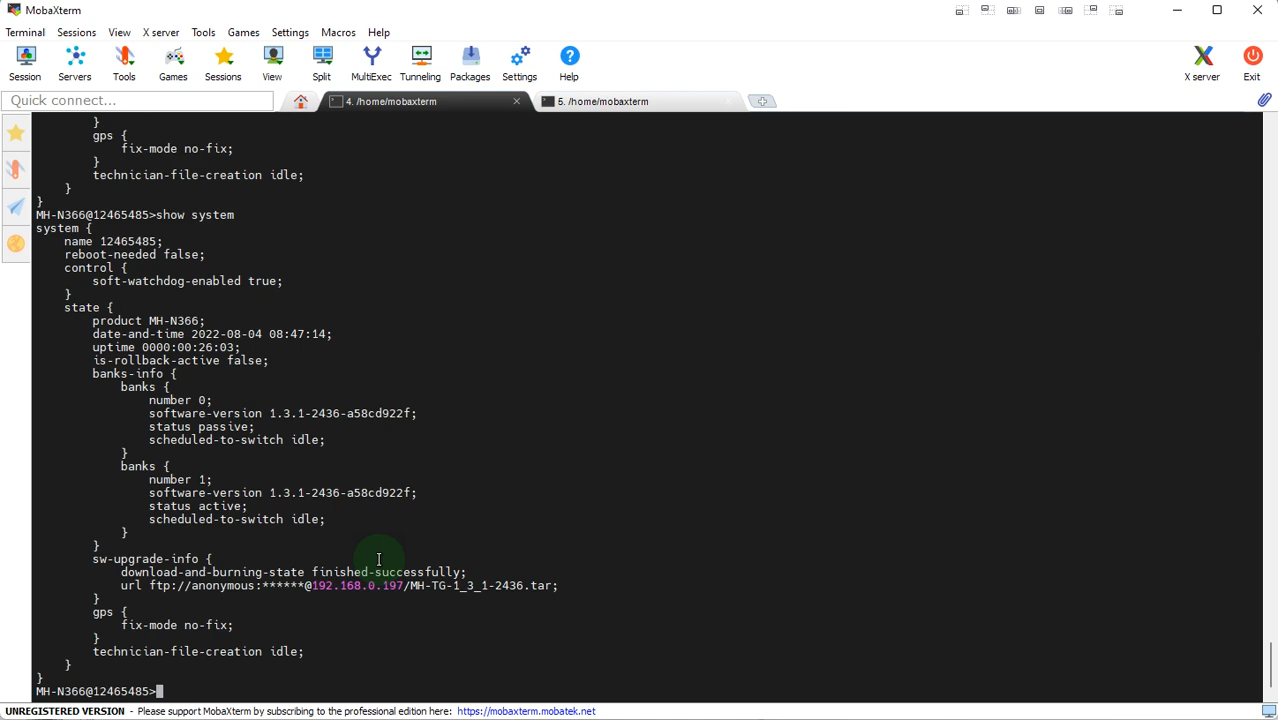 MobaXterm
Terminal Sessions View X server Tools Games Settings Macros Help
Session Servers Tools Games Sessions View Split MultiExec Tunneling Packages Settings Help X server Exit
Quick connect... 4. /home/mobaxterm 5. /home/mobaxterm
}
gps {
fix-mode no-fix;
}
technician-file-creation idle;
}
}
MH-N366@12465485>show system
system {
name 12465485;
reboot-needed false;
control {
soft-watchdog-enabled true;
}
state {
product MH-N366;
date-and-time 2022-08-04 08:47:14;
uptime 0000:00:26:03;
is-rollback-active false;
banks-info {
banks {
number 0;
software-version 1.3.1-2436-a58cd922f;
status passive;
scheduled-to-switch idle;
}
banks {
number 1;
software-version 1.3.1-2436-a58cd922f;
status active;
scheduled-to-switch idle;
}
}
sw-upgrade-info {
download-and-burning-state finished-successfully;
url ftp://anonymous:******@192.168.0.197/MH-TG-1_3_1-2436.tar;
}
gps {
fix-mode no-fix;
}
technician-file-creation idle;
}
}
MH-N366@12465485>
UNREGISTERED VERSION - Please support MobaXterm by subscribing to the professional edition here: https://mobaxterm.mobatek.net